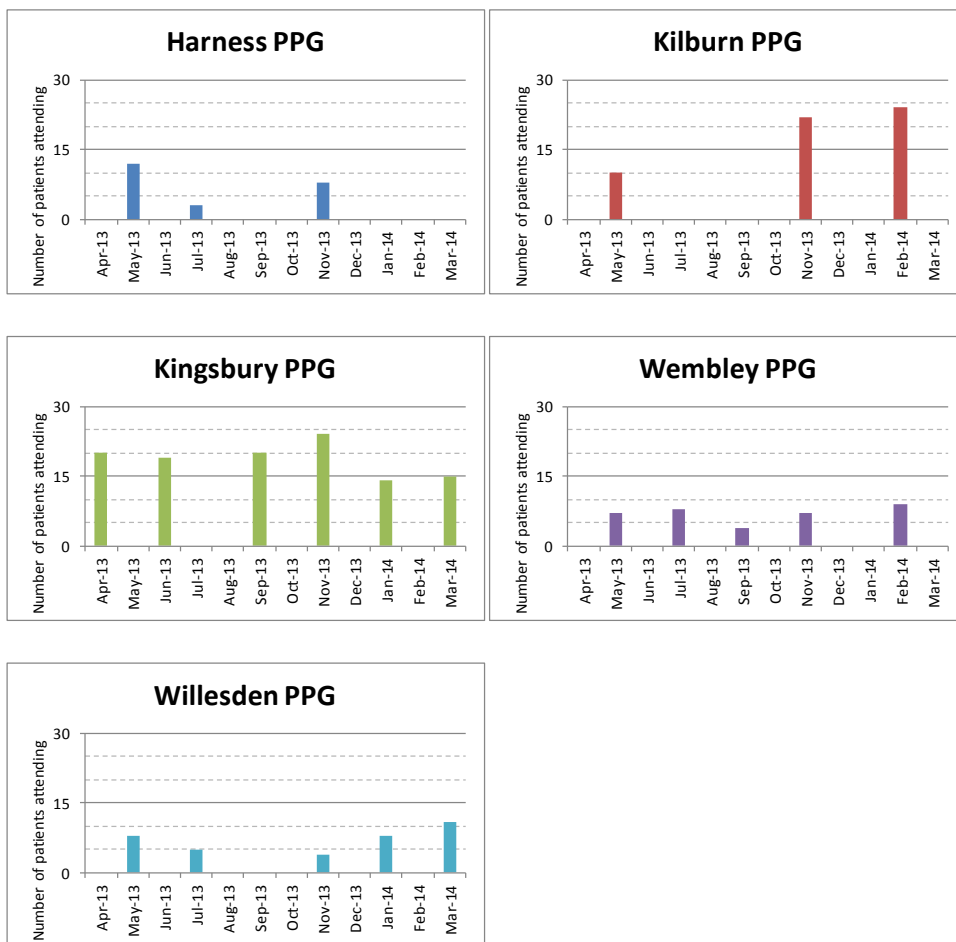 Harness PPG
Number of patients attending
30
15
0
Apr-13
May-13
Jun-13
Jul-13
Aug-13
Sep-13
Oct-13
Nov-13
Dec-13
Jan-14
Feb-14
Mar-14
Kilburn PPG
Number of patients attending
30
15
0
Apr-13
May-13
Jun-13
Jul-13
Aug-13
Sep-13
Oct-13
Nov-13
Dec-13
Jan-14
Feb-14
Mar-14
Kingsbury PPG
Number of patients attending
30
15
0
Apr-13
May-13
Jun-13
Jul-13
Aug-13
Sep-13
Oct-13
Nov-13
Dec-13
Jan-14
Feb-14
Mar-14
Wembley PPG
Number of patients attending
30
15
0
Apr-13
May-13
Jun-13
Jul-13
Aug-13
Sep-13
Oct-13
Nov-13
Dec-13
Jan-14
Feb-14
Mar-14
Willesden PPG
Number of patients attending
30
15
0
Apr-13
May-13
Jun-13
Jul-13
Aug-13
Sep-13
Oct-13
Nov-13
Dec-13
Jan-14
Feb-14
Mar-14